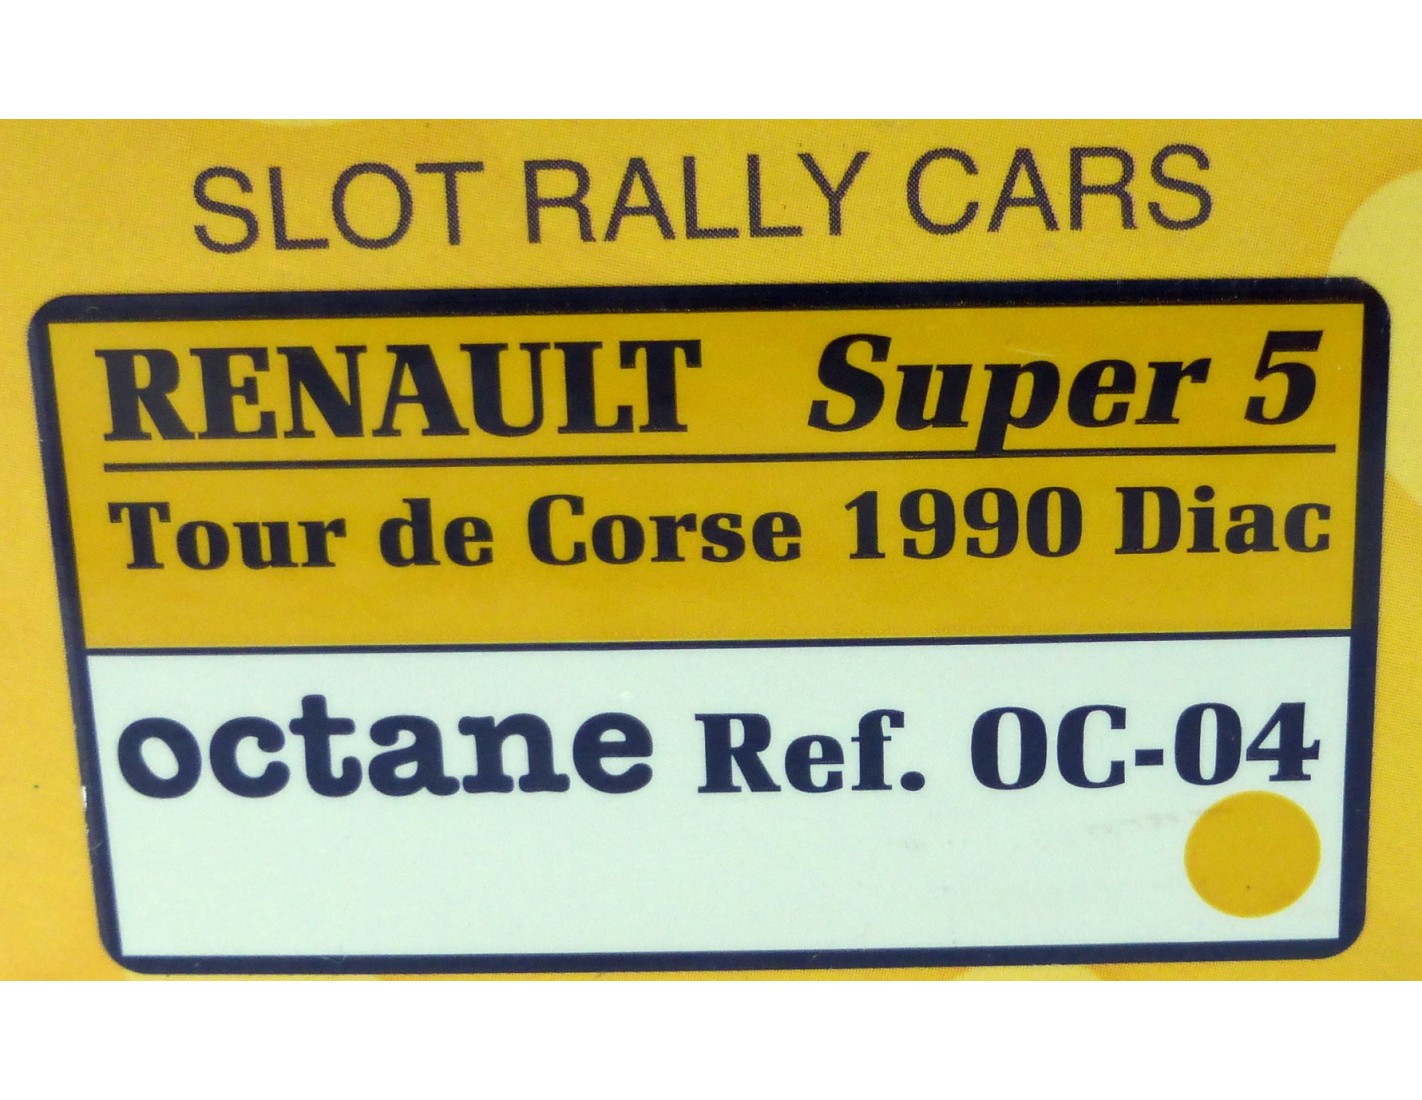 SLOT RALLY CARS
RENAULT Super 5
Tour de Corse 1990 Diac
octane Ref. OC-04